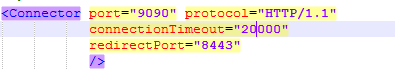 <Connector port="9090" protocol="HTTP/1.1"
connectionTimeout="20000"
redirectPort="8443"
/>